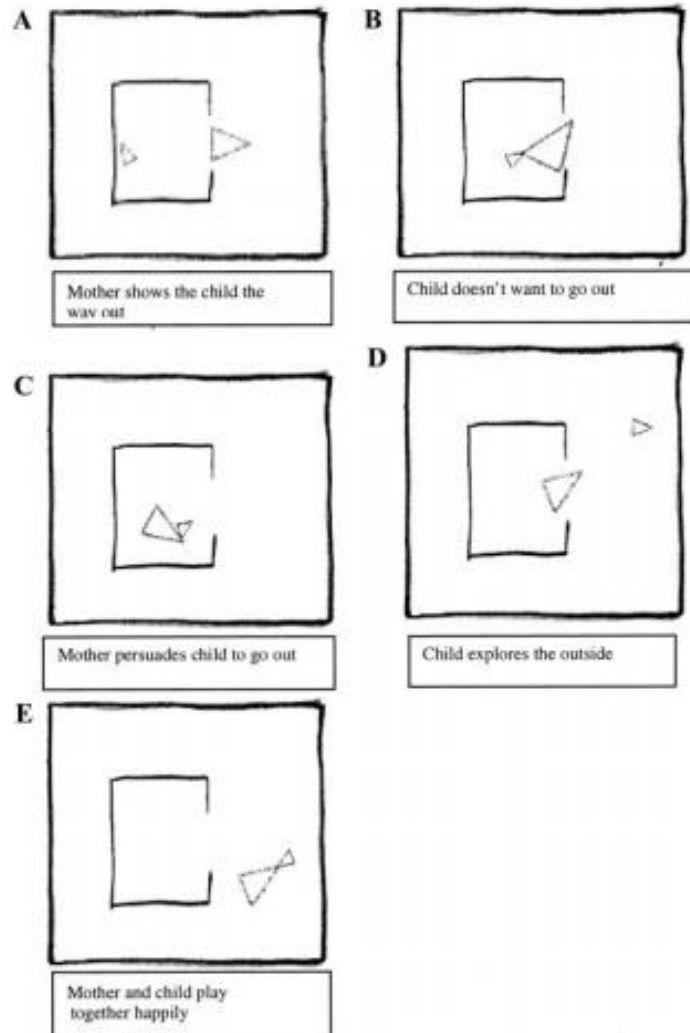 A
B
Mother shows the child the
wav out
Child doesn't want to go out
C
D
Mother persuades child to go out
Child explores the outside
E
Mother and child play
together happily